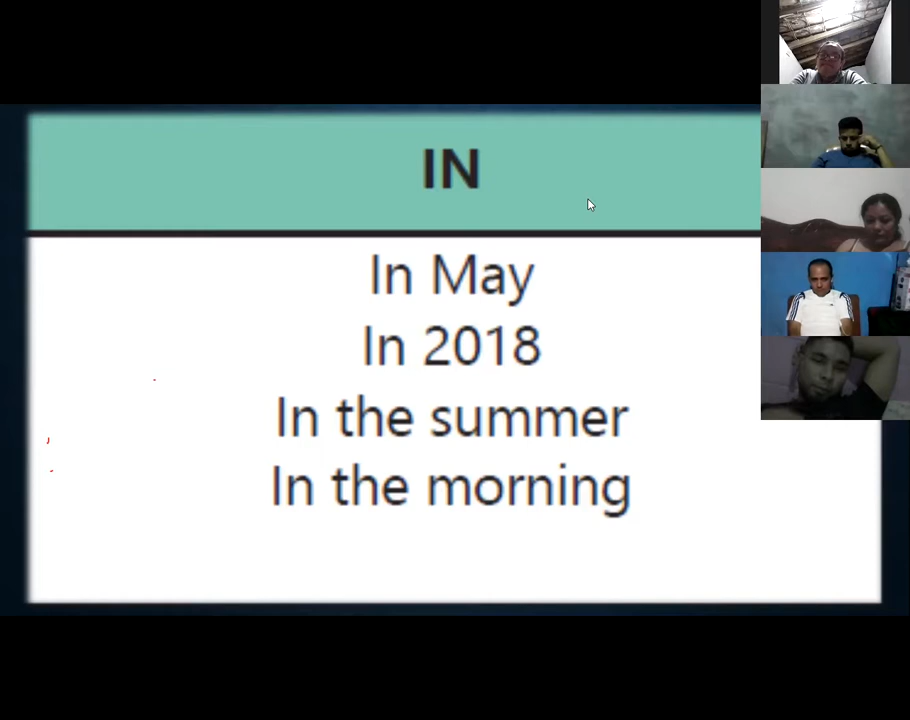 IN
In May
In 2018
In the summer
In the morning